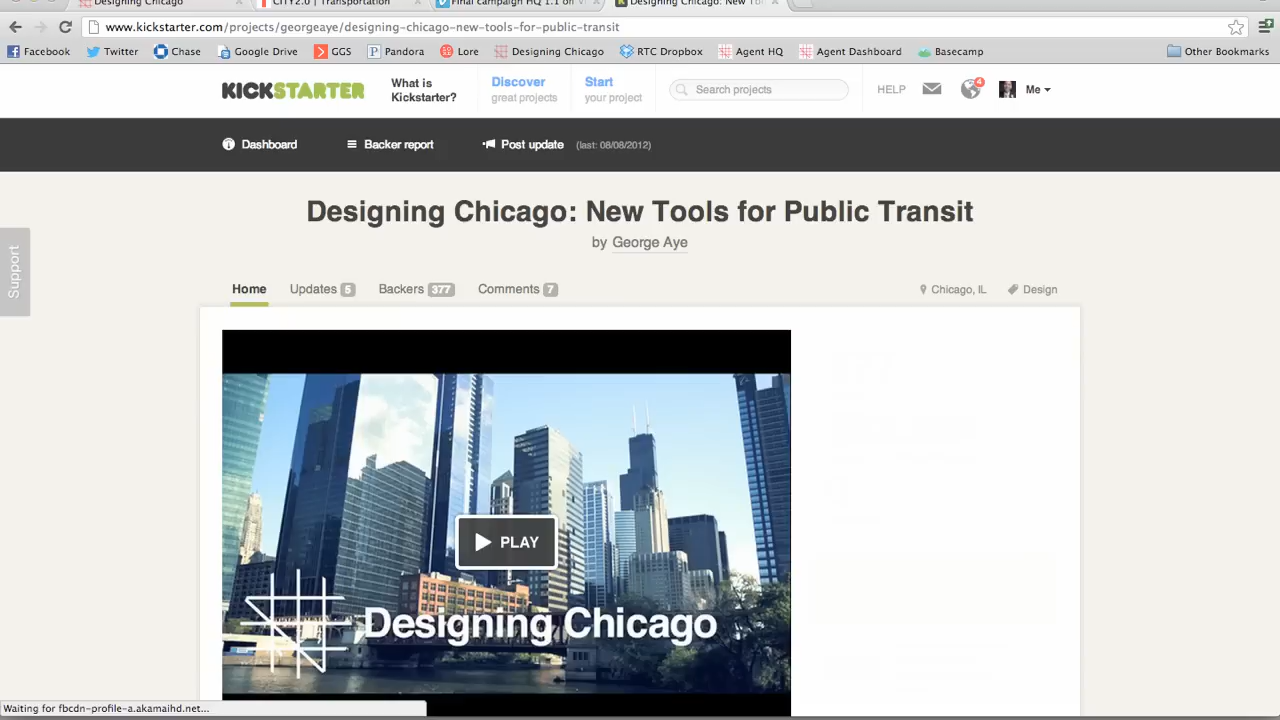 Designing Chicago
CITY2.0 | Transportation
Final campaign HQ 1.1 on Vi
Designing Chicago: New Too
www.kickstarter.com/projects/georgeaye/designing-chicago-new-tools-for-public-transit
Facebook Twitter Chase Google Drive GGS Pandora Lore Designing Chicago RTC Dropbox Agent HQ Agent Dashboard Basecamp Other Bookmarks
KICKSTARTER
What is
Kickstarter?
Discover
great projects
Start
your project
Search projects
HELP
4
Me
Dashboard Backer report Post update (last: 08/08/2012)
Support
Designing Chicago: New Tools for Public Transit
by George Aye
Home Updates 5 Backers 377 Comments 7 Chicago, IL Design
PLAY
Designing Chicago
Waiting for fbcdn-profile-a.akamaihd.net...